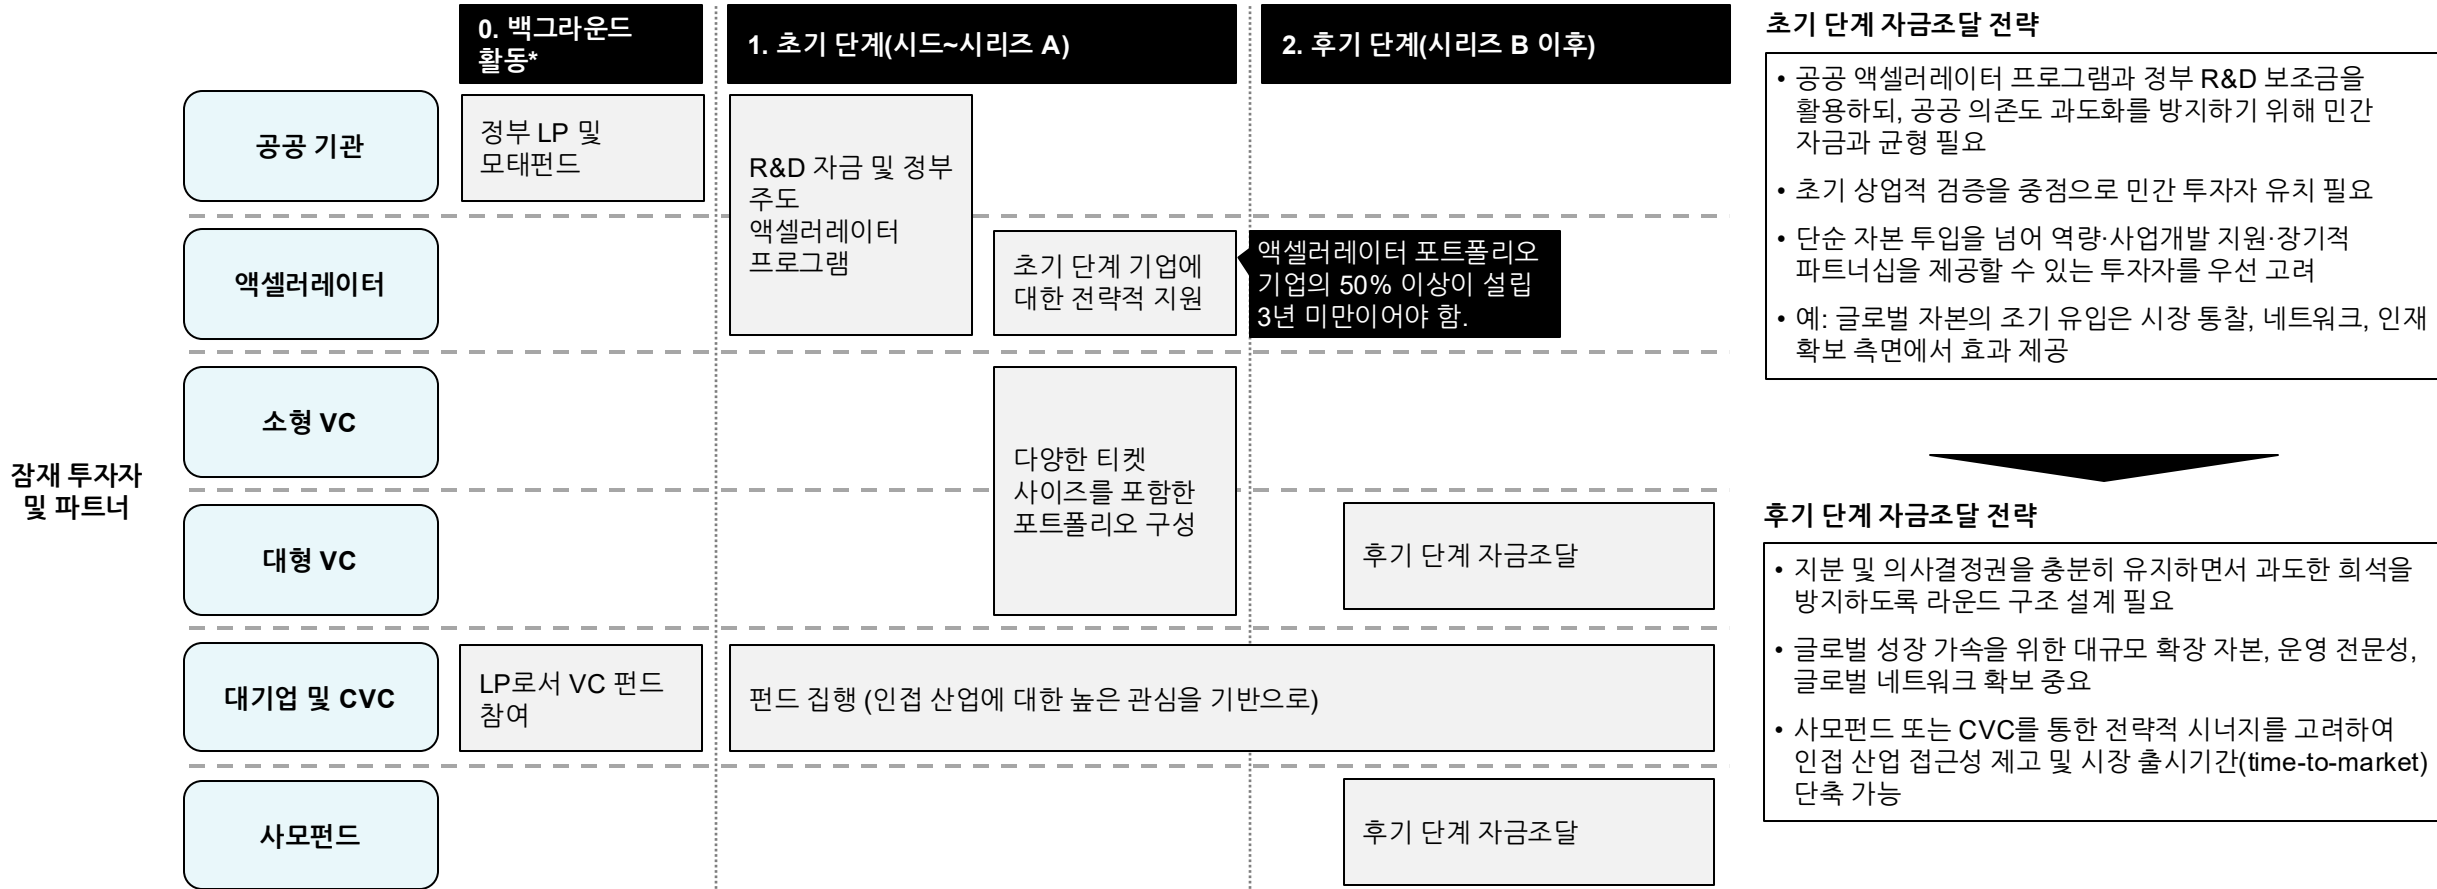 0. 백그라운드
활동*
1. 초기 단계(시드~시리즈 A)
2. 후기 단계(시리즈 B 이후)
잠재 투자자
및 파트너
공공 기관
정부 LP 및
모태펀드
R&D 자금 및 정부
주도
액셀러레이터
프로그램
액셀러레이터
초기 단계 기업에
대한 전략적 지원
액셀러레이터 포트폴리오
기업의 50% 이상이 설립
3년 미만이어야 함.
소형 VC
다양한 티켓
사이즈를 포함한
포트폴리오 구성
대형 VC
후기 단계 자금조달
대기업 및 CVC
LP로서 VC 펀드
참여
펀드 집행 (인접 산업에 대한 높은 관심을 기반으로)
사모펀드
후기 단계 자금조달
초기 단계 자금조달 전략
• 공공 액셀러레이터 프로그램과 정부 R&D 보조금을
활용하되, 공공 의존도 과도화를 방지하기 위해 민간
자금과 균형 필요
• 초기 상업적 검증을 중점으로 민간 투자자 유치 필요
• 단순 자본 투입을 넘어 역량·사업개발 지원·장기적
파트너십을 제공할 수 있는 투자자를 우선 고려
• 예: 글로벌 자본의 조기 유입은 시장 통찰, 네트워크, 인재
확보 측면에서 효과 제공
후기 단계 자금조달 전략
• 지분 및 의사결정권을 충분히 유지하면서 과도한 희석을
방지하도록 라운드 구조 설계 필요
• 글로벌 성장 가속을 위한 대규모 확장 자본, 운영 전문성,
글로벌 네트워크 확보 중요
• 사모펀드 또는 CVC를 통한 전략적 시너지를 고려하여
인접 산업 접근성 제고 및 시장 출시기간(time-to-market)
단축 가능